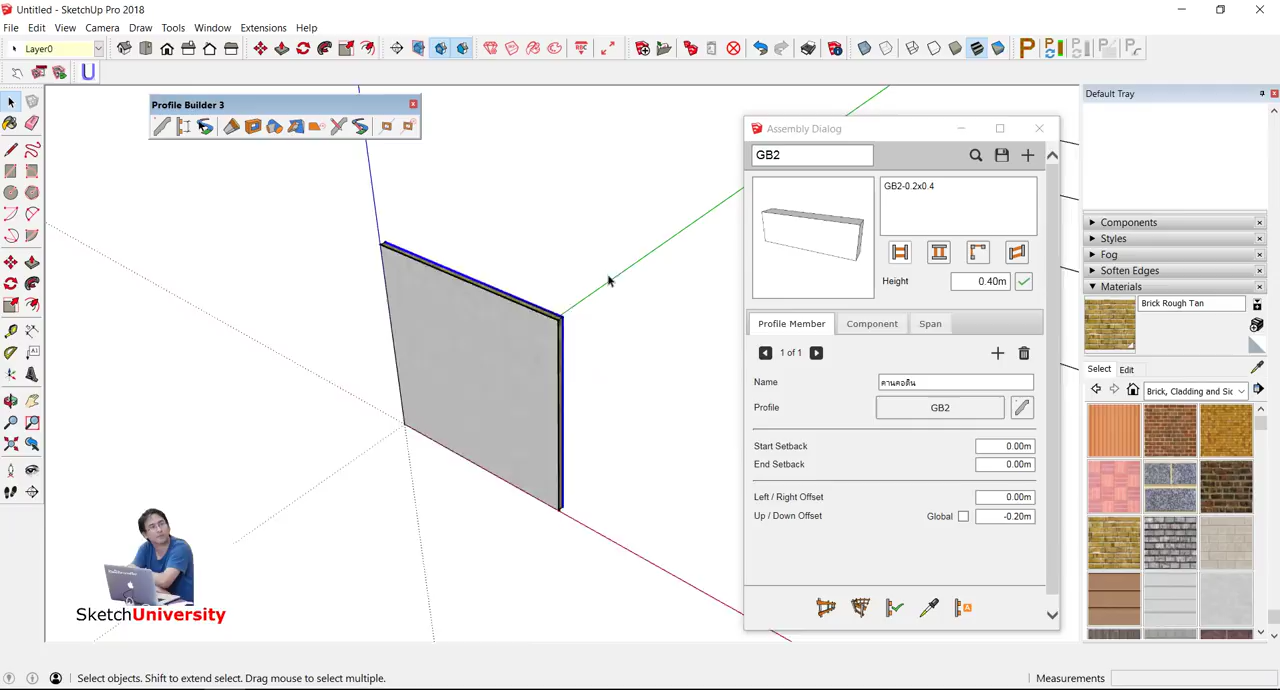 Untitled - SketchUp Pro 2018
File Edit View Camera Draw Tools Window Extensions Help
Layer0
Profile Builder 3
Assembly Dialog
GB2
GB2-0.2x0.4
Height 0.40m
Profile Member Component Span
1 of 1
Name คานคอดิน
Profile GB2
Start Setback 0.00m
End Setback 0.00m
Left / Right Offset 0.00m
Up / Down Offset Global -0.20m
Default Tray
Components
Styles
Fog
Soften Edges
Materials
Brick Rough Tan
Select Edit
Brick, Cladding and Sic
SketchUniversity
Select objects. Shift to extend select. Drag mouse to select multiple.
Measurements